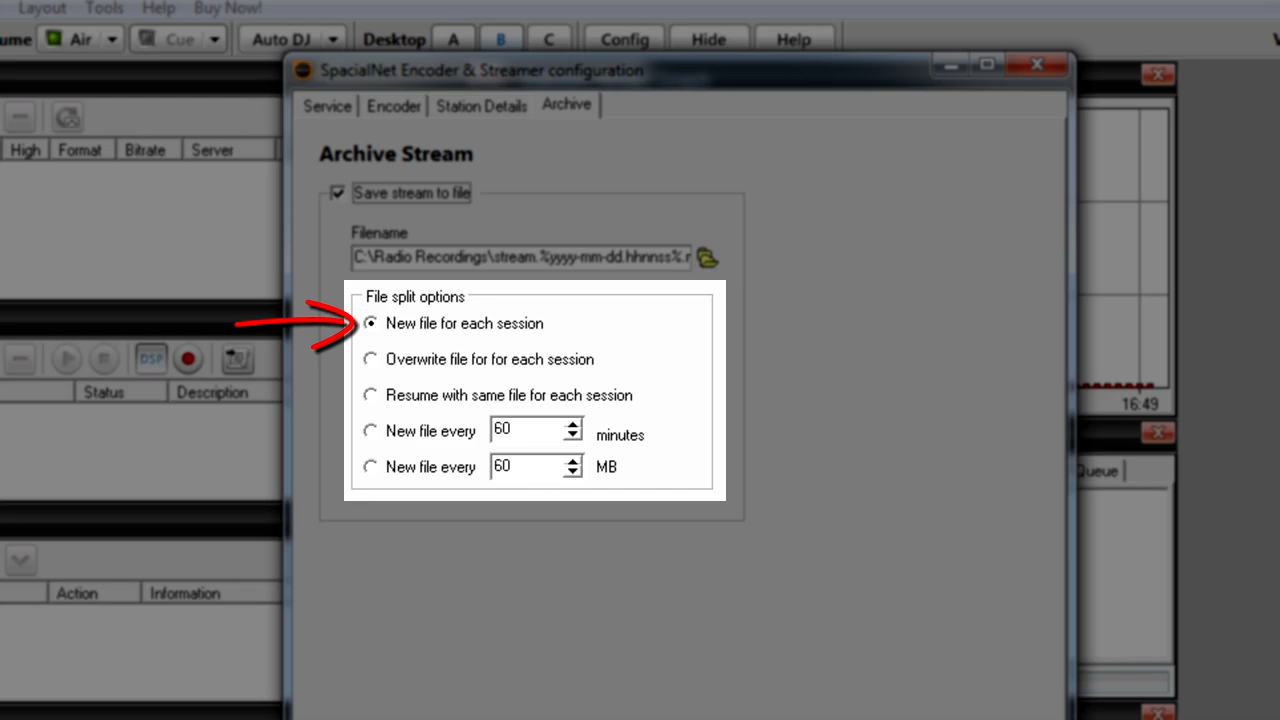 Layout Tools Help Buy Now!
ume Air Cue Auto DJ Desktop A B C Config Hide Help
SpacialNet Encoder & Streamer configuration
Service Encoder Station Details Archive
High Format Bitrate Server
Archive Stream
Save stream to file
Filename
C:\Radio Recordings\stream.%yyyy-mm-dd.hhnnss%.r
File split options
New file for each session
Overwrite file for for each session
DSP
Resume with same file for each session
Status Description
16:49
New file every 60 minutes
New file every 60 MB
Queue
Action Information